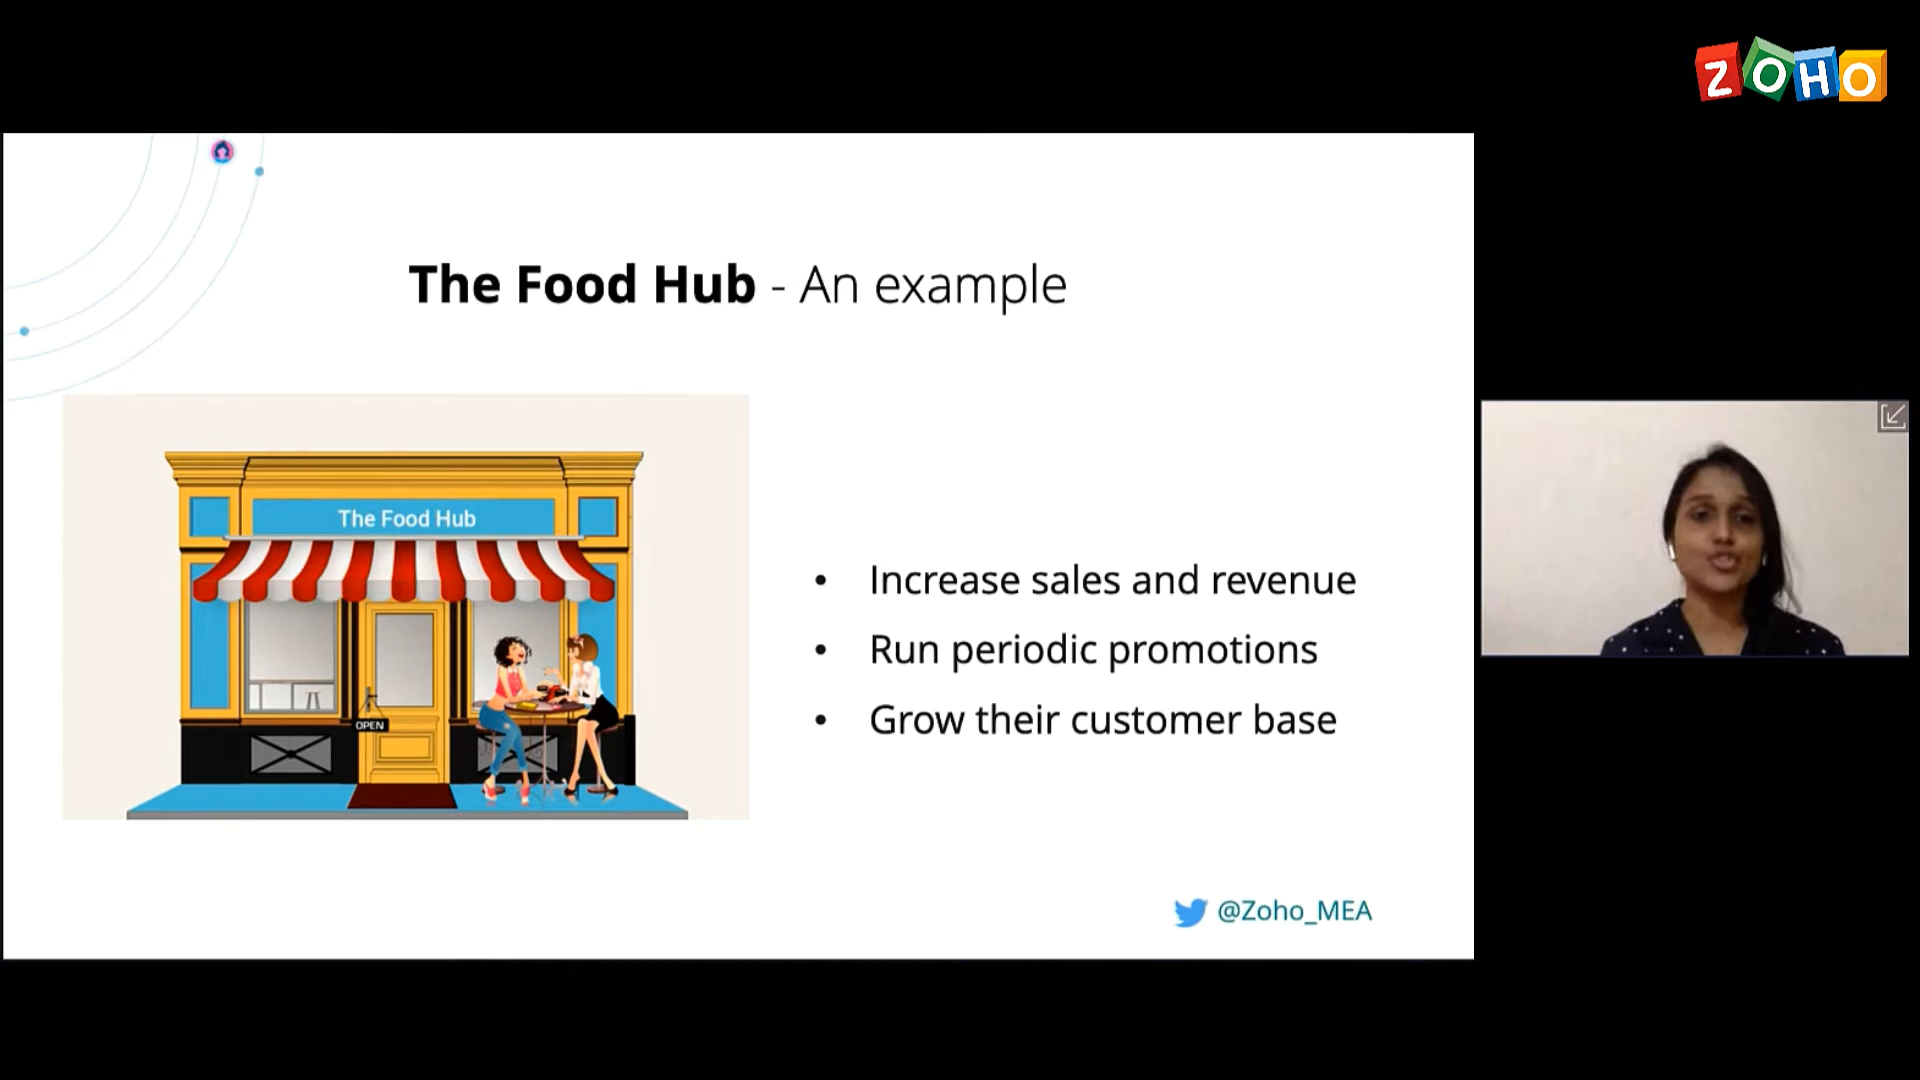 ZOHO
The Food Hub - An example
The Food Hub
OPEN
• Increase sales and revenue
• Run periodic promotions
• Grow their customer base
@Zoho_MEA